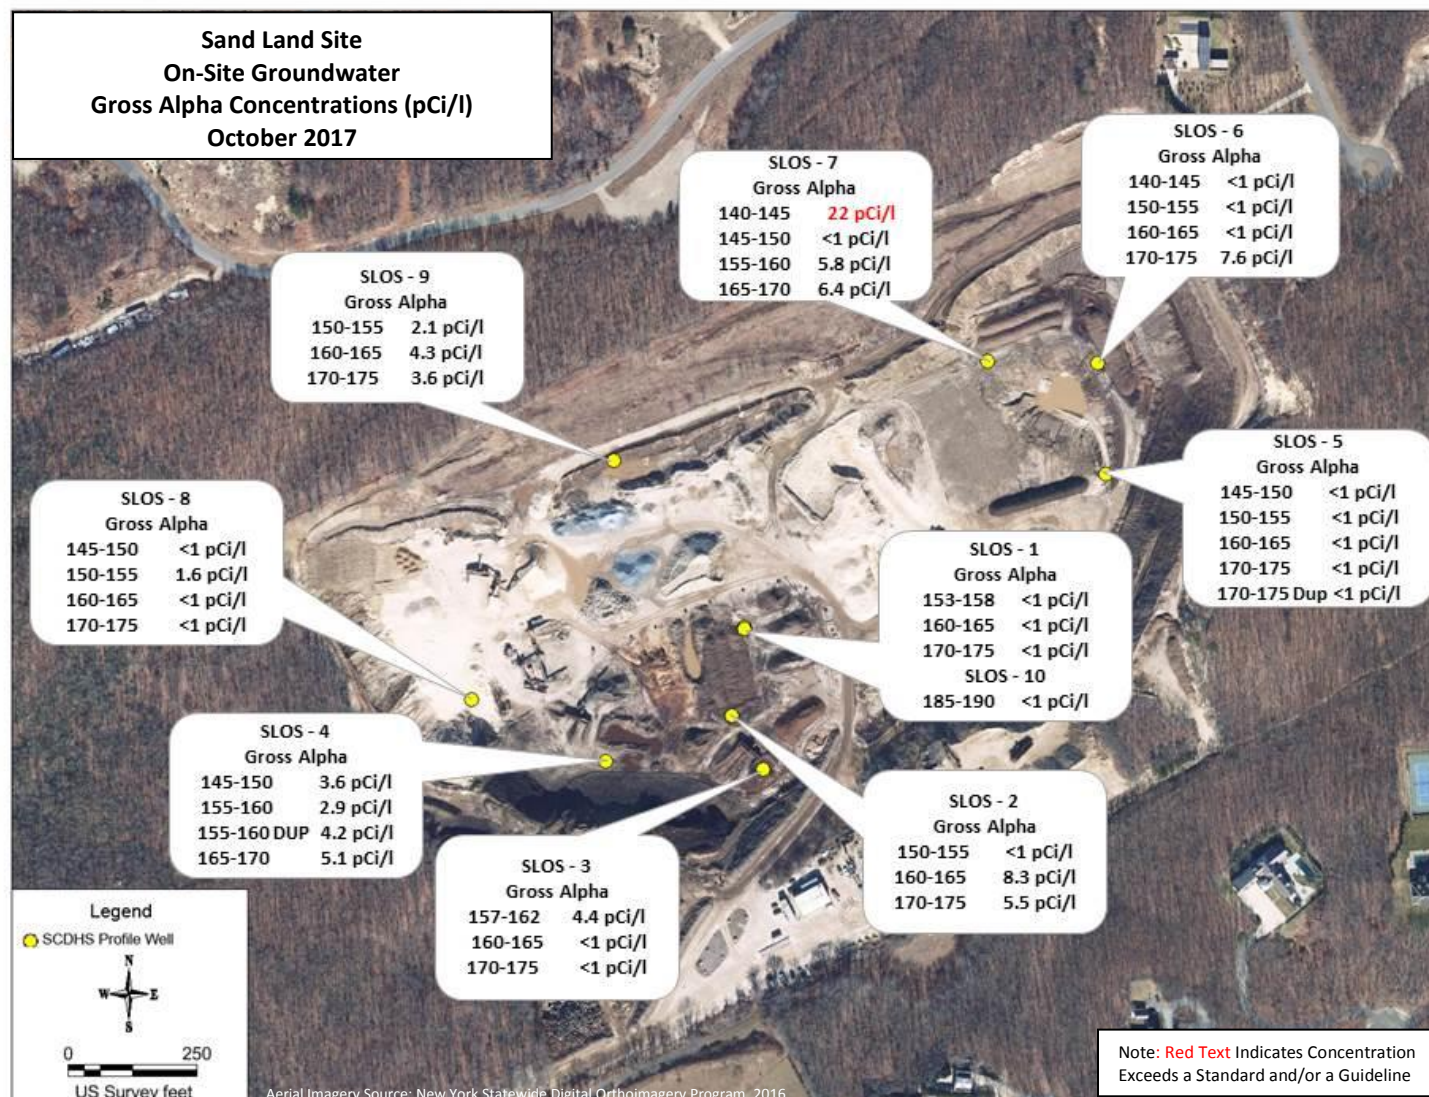 Sand Land Site
On-Site Groundwater
Gross Alpha Concentrations (pCi/l)
October 2017
SLOS - 6
Gross Alpha
140-145 <1 pCi/l
150-155 <1 pCi/l
160-165 <1 pCi/l
170-175 7.6 pCi/l
SLOS - 7
Gross Alpha
140-145 22 pCi/l
145-150 <1 pCi/l
155-160 5.8 pCi/l
165-170 6.4 pCi/l
SLOS - 9
Gross Alpha
150-155 2.1 pCi/l
160-165 4.3 pCi/l
170-175 3.6 pCi/l
SLOS - 5
Gross Alpha
145-150 <1 pCi/l
150-155 <1 pCi/l
160-165 <1 pCi/l
170-175 <1 pCi/l
170-175 Dup <1 pCi/l
SLOS - 8
Gross Alpha
145-150 <1 pCi/l
150-155 1.6 pCi/l
160-165 <1 pCi/l
170-175 <1 pCi/l
SLOS - 1
Gross Alpha
153-158 <1 pCi/l
160-165 <1 pCi/l
170-175 <1 pCi/l
SLOS - 10
185-190 <1 pCi/l
SLOS - 4
Gross Alpha
145-150 3.6 pCi/l
155-160 2.9 pCi/l
155-160 DUP 4.2 pCi/l
165-170 5.1 pCi/l
SLOS - 2
Gross Alpha
150-155 <1 pCi/l
160-165 8.3 pCi/l
170-175 5.5 pCi/l
SLOS - 3
Gross Alpha
157-162 4.4 pCi/l
160-165 <1 pCi/l
170-175 <1 pCi/l
Legend
SCDHS Profile Well
N
W E
S
0 250
US Survey feet
Aerial Imagery Source: New York Statewide Digital Orthoimagery Program, 2016
Note: Red Text Indicates Concentration
Exceeds a Standard and/or a Guideline